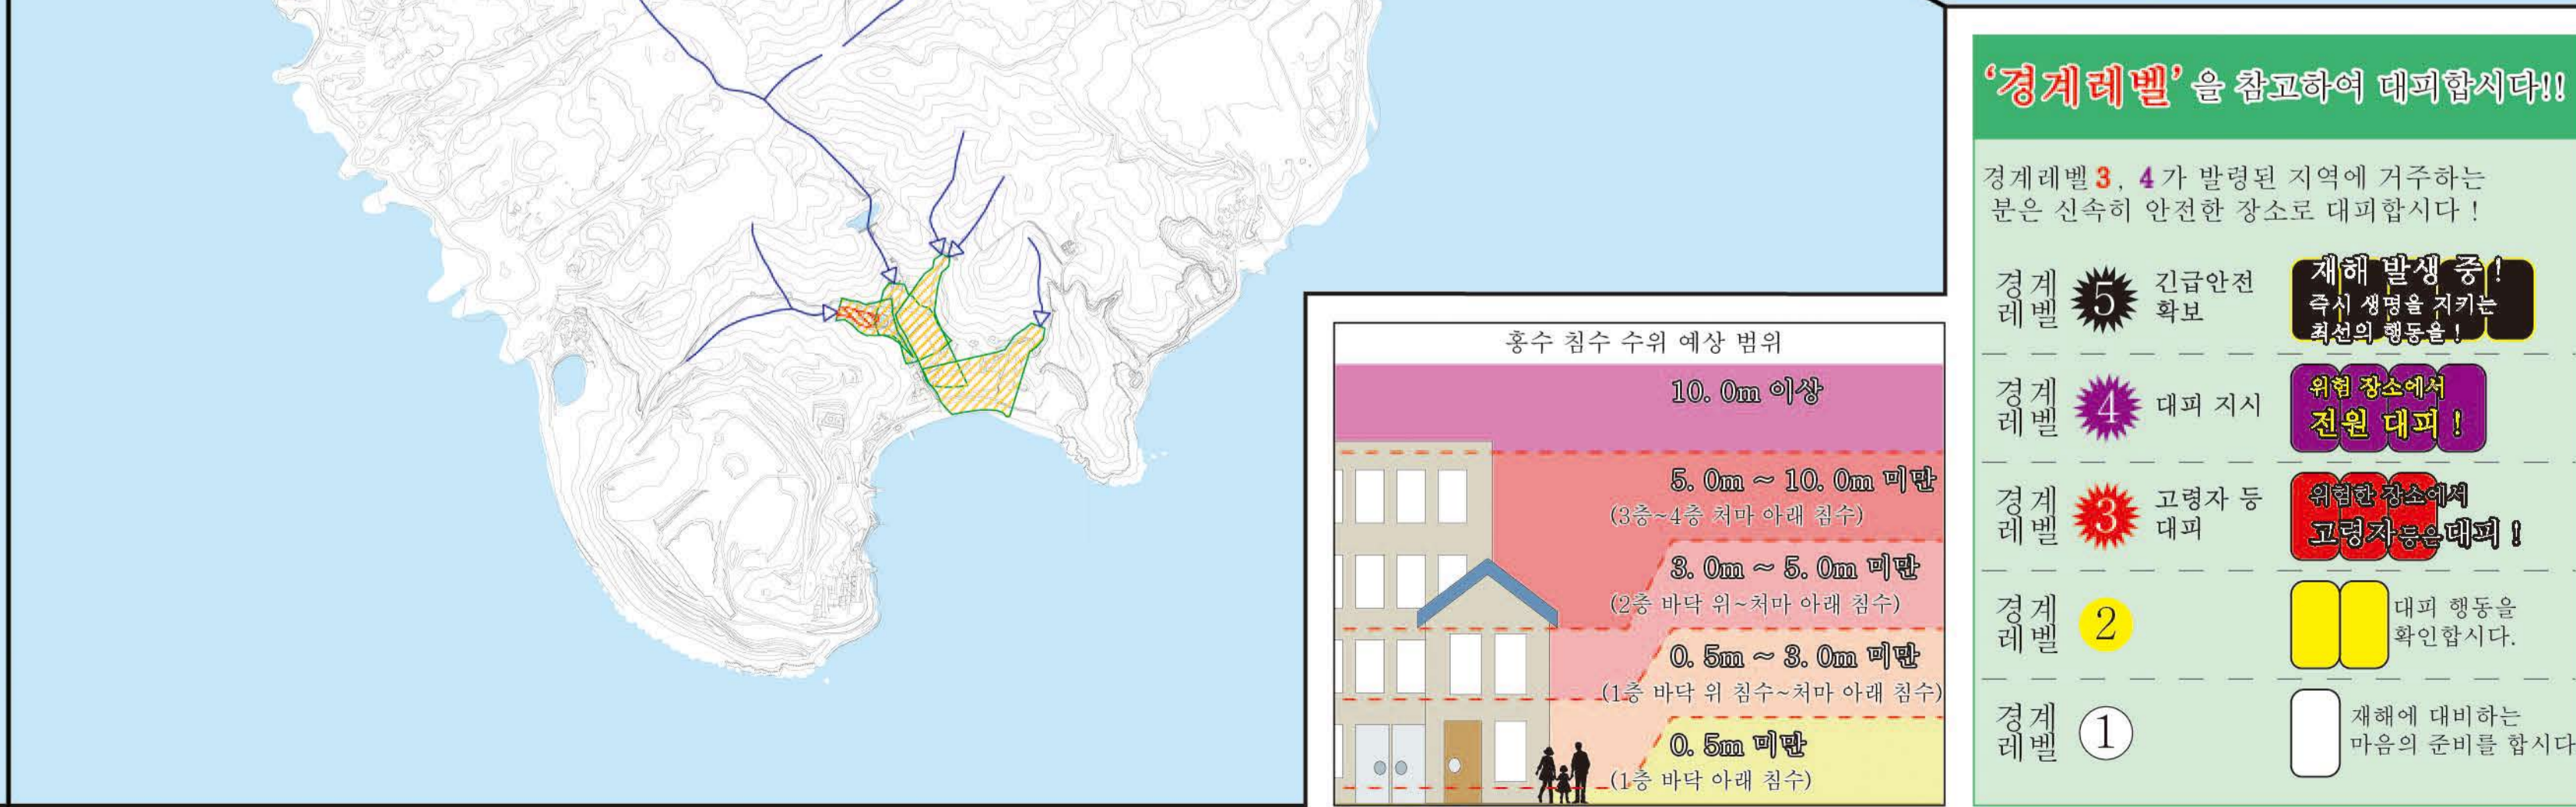 홍수 침수 수위 예상 범위
10. 0m 이상
5. 0m ~ 10. 0m 미만
(3층~4층 처마 아래 침수)
3. 0m ~ 5. 0m 미만
(2층 바닥 위~처마 아래 침수)
0. 5m ~ 3. 0m 미만
(1층 바닥 위 침수~처마 아래 침수)
0. 5m 미만
(1층 바닥 아래 침수)
‘경계레벨’을 참고하여 대피합시다!!
경계레벨 3, 4가 발령된 지역에 거주하는
분은 신속히 안전한 장소로 대피합시다 !
경계
레벨
5
긴급안전
확보
재해 발생 중 !
즉시 생명을 지키는
최선의 행동을 !
경계
레벨
4
대피 지시
위험 장소에서
전원 대피 !
경계
레벨
3
고령자 등
대피
위험한 장소에서
고령자등은대피 !
경계
레벨
2
대피 행동을
확인합시다.
경계
레벨
1
재해에 대비하는
마음의 준비를 합시다